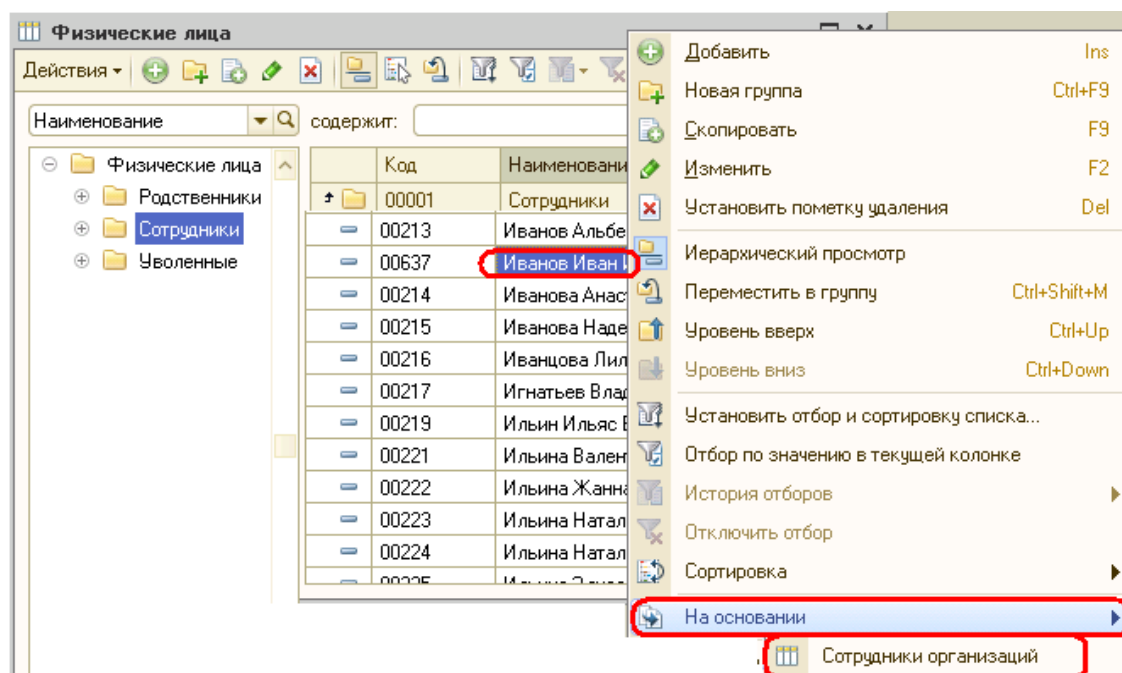 Физические лица
Действия
Наименование
содержит:
Физические лица
Родственники
Сотрудники
Уволенные
Код Наименовани
00001 Сотрудники
00213 Иванов Альбе
00637 Иванов Иван
00214 Иванова Анас
00215 Иванова Наде
00216 Иванцова Лил
00217 Игнатьев Влад
00219 Ильин Ильяс
00221 Ильина Вален
00222 Ильина Жанна
00223 Ильина Натал
00224 Ильина Натал
Добавить Ins
Новая группа Ctrl+F9
Скопировать F9
Изменить F2
Установить пометку удаления Del
Иерархический просмотр
Переместить в группу Ctrl+Shift+M
Уровень вверх Ctrl+Up
Уровень вниз Ctrl+Down
Установить отбор и сортировку списка...
Отбор по значению в текущей колонке
История отборов
Отключить отбор
Сортировка
На основании
Сотрудники организаций